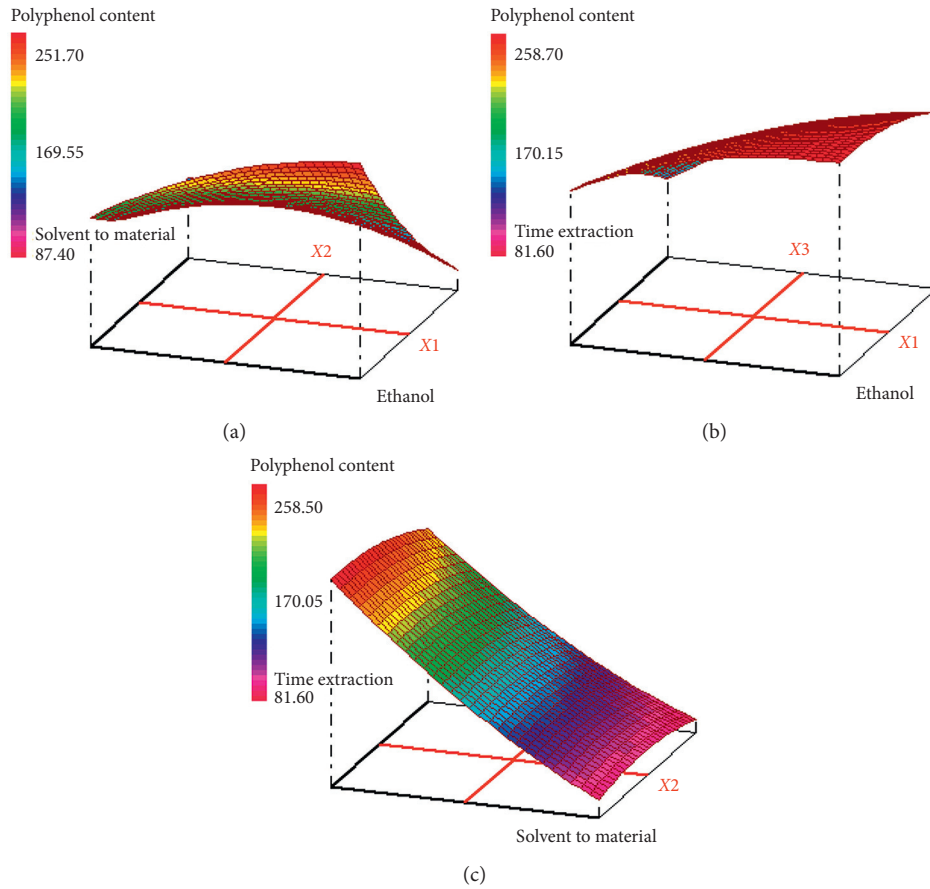 Polyphenol content
251.70
169.55
Solvent to material
87.40
X2
X1
Ethanol
(a)
Polyphenol content
258.70
170.15
Time extraction
81.60
X3
X1
Ethanol
(b)
Polyphenol content
258.50
170.05
Time extraction
81.60
X2
Solvent to material
(c)